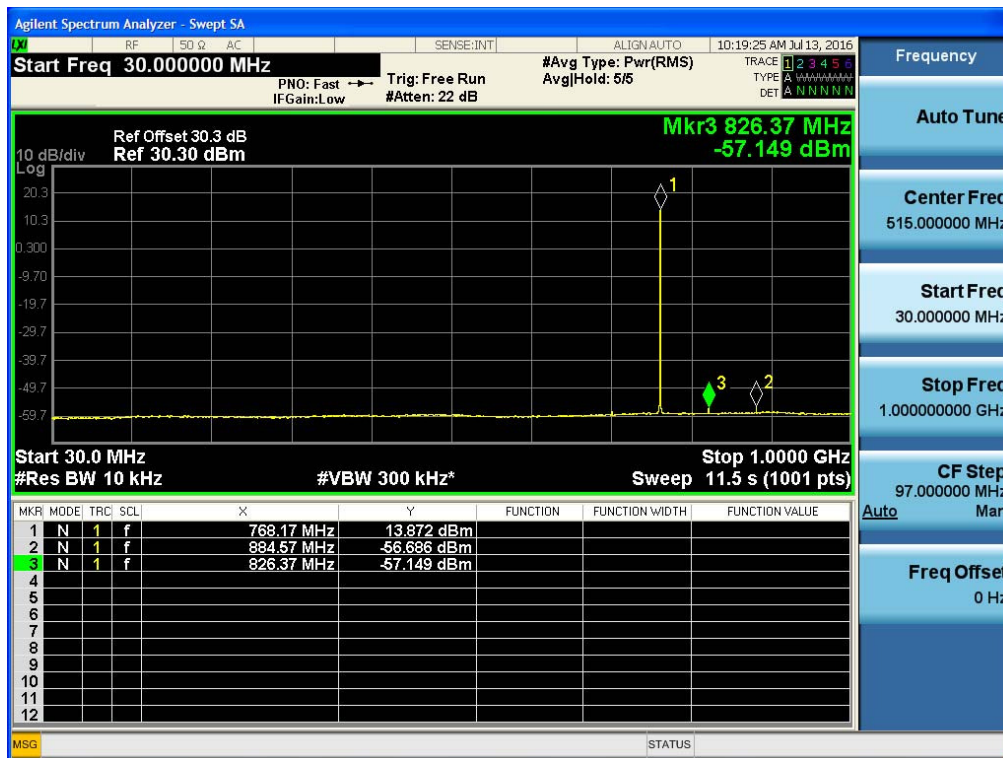 Agilent Spectrum Analyzer - Swept SA
LXI RF 50 Ω AC SENSE:INT ALIGN AUTO 10:19:25 AM Jul 13, 2016
Start Freq 30.000000 MHz
PNO: Fast
IFGain:Low
Trig: Free Run
#Atten: 22 dB
#Avg Type: Pwr(RMS)
Avg|Hold: 5/5
TRACE 1 2 3 4 5 6
TYPE A WWWWW
DET A N N N N N
Ref Offset 30.3 dB
10 dB/div Ref 30.30 dBm
Log
Mkr3 826.37 MHz
-57.149 dBm
20.3
10.3
0.300
-9.70
-19.7
-29.7
-39.7
-49.7
-59.7
1
3
2
Start 30.0 MHz Stop 1.0000 GHz
#Res BW 10 kHz #VBW 300 kHz* Sweep 11.5 s (1001 pts)
MKR MODE TRC SCL X Y FUNCTION FUNCTION WIDTH FUNCTION VALUE
1 N 1 f 768.17 MHz 13.872 dBm
2 N 1 f 884.57 MHz -56.686 dBm
3 N 1 f 826.37 MHz -57.149 dBm
4
5
6
7
8
9
10
11
12
MSG STATUS
Frequency
Auto Tune
Center Freq
515.000000 MHz
Start Freq
30.000000 MHz
Stop Freq
1.000000000 GHz
CF Step
97.000000 MHz
Auto Man
Freq Offset
0 Hz